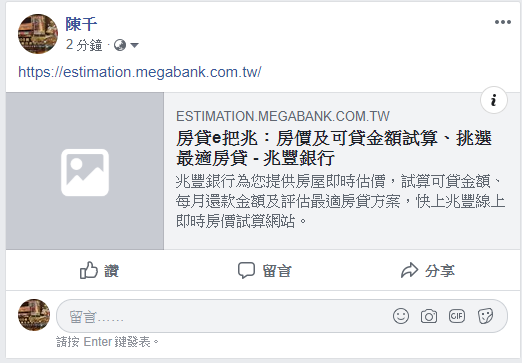 陳千
2 分鐘 ·
https://estimation.megabank.com.tw/
ESTIMATION.MEGABANK.COM.TW
房貸e把兆：房價及可貸金額試算、挑選
最適房貸 - 兆豐銀行
兆豐銀行為您提供房屋即時估價，試算可貸金額、
每月還款金額及評估最適房貸方案，快上兆豐線上
即時房價試算網站。
讚 留言 分享
留言…… GIF
請按 Enter 鍵發表。